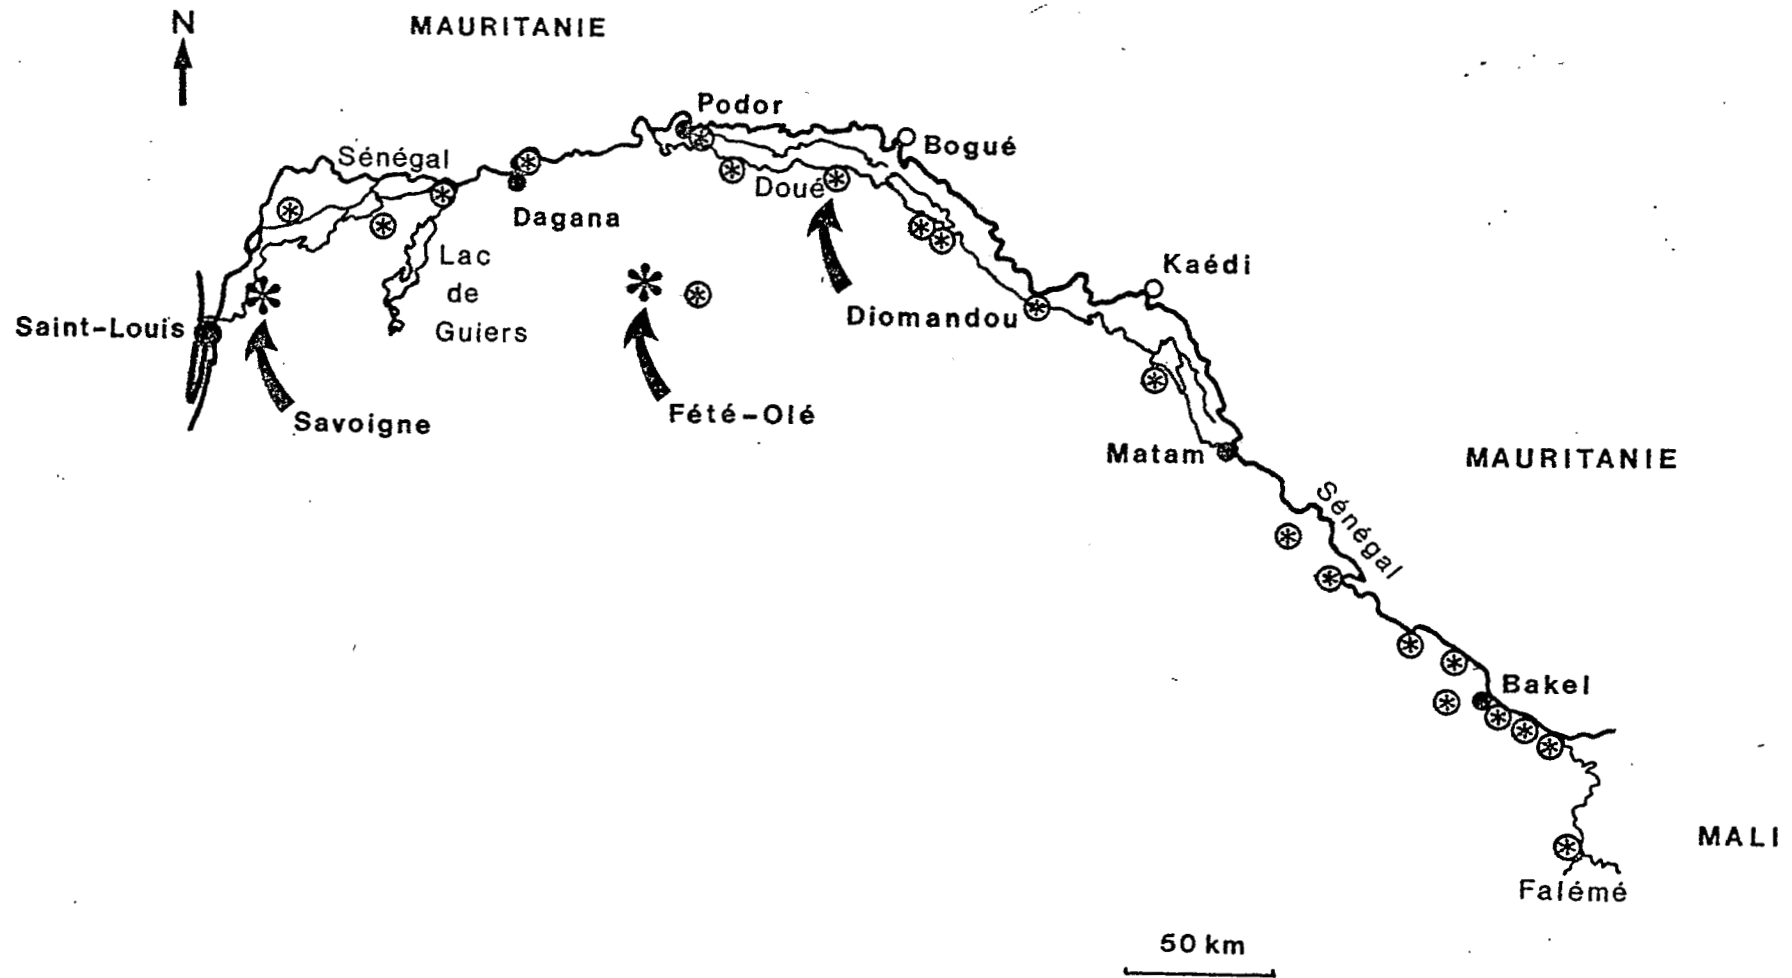 N
MAURITANIE
Podor
Bogué
Sénégal
Doué
Dagana
Lac
de
Guiers
Kaédi
Diomandou
Saint-Louis
Savoigne
Fété-Olé
Matam
MAURITANIE
Sénégal
Bakel
MALI
Falémé
50 km